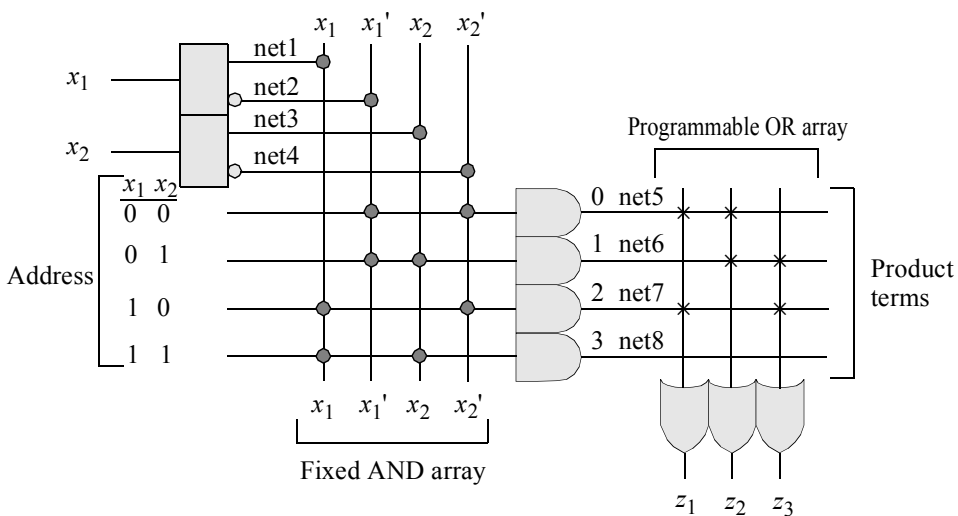 x1 x1' x2 x2'
net1
x1
net2
net3
Programmable OR array
x2
net4
x1 x2
0 0
0 net5
0 1
1 net6
Address
Product
terms
1 0
2 net7
1 1
3 net8
x1 x1' x2 x2'
Fixed AND array
z1 z2 z3